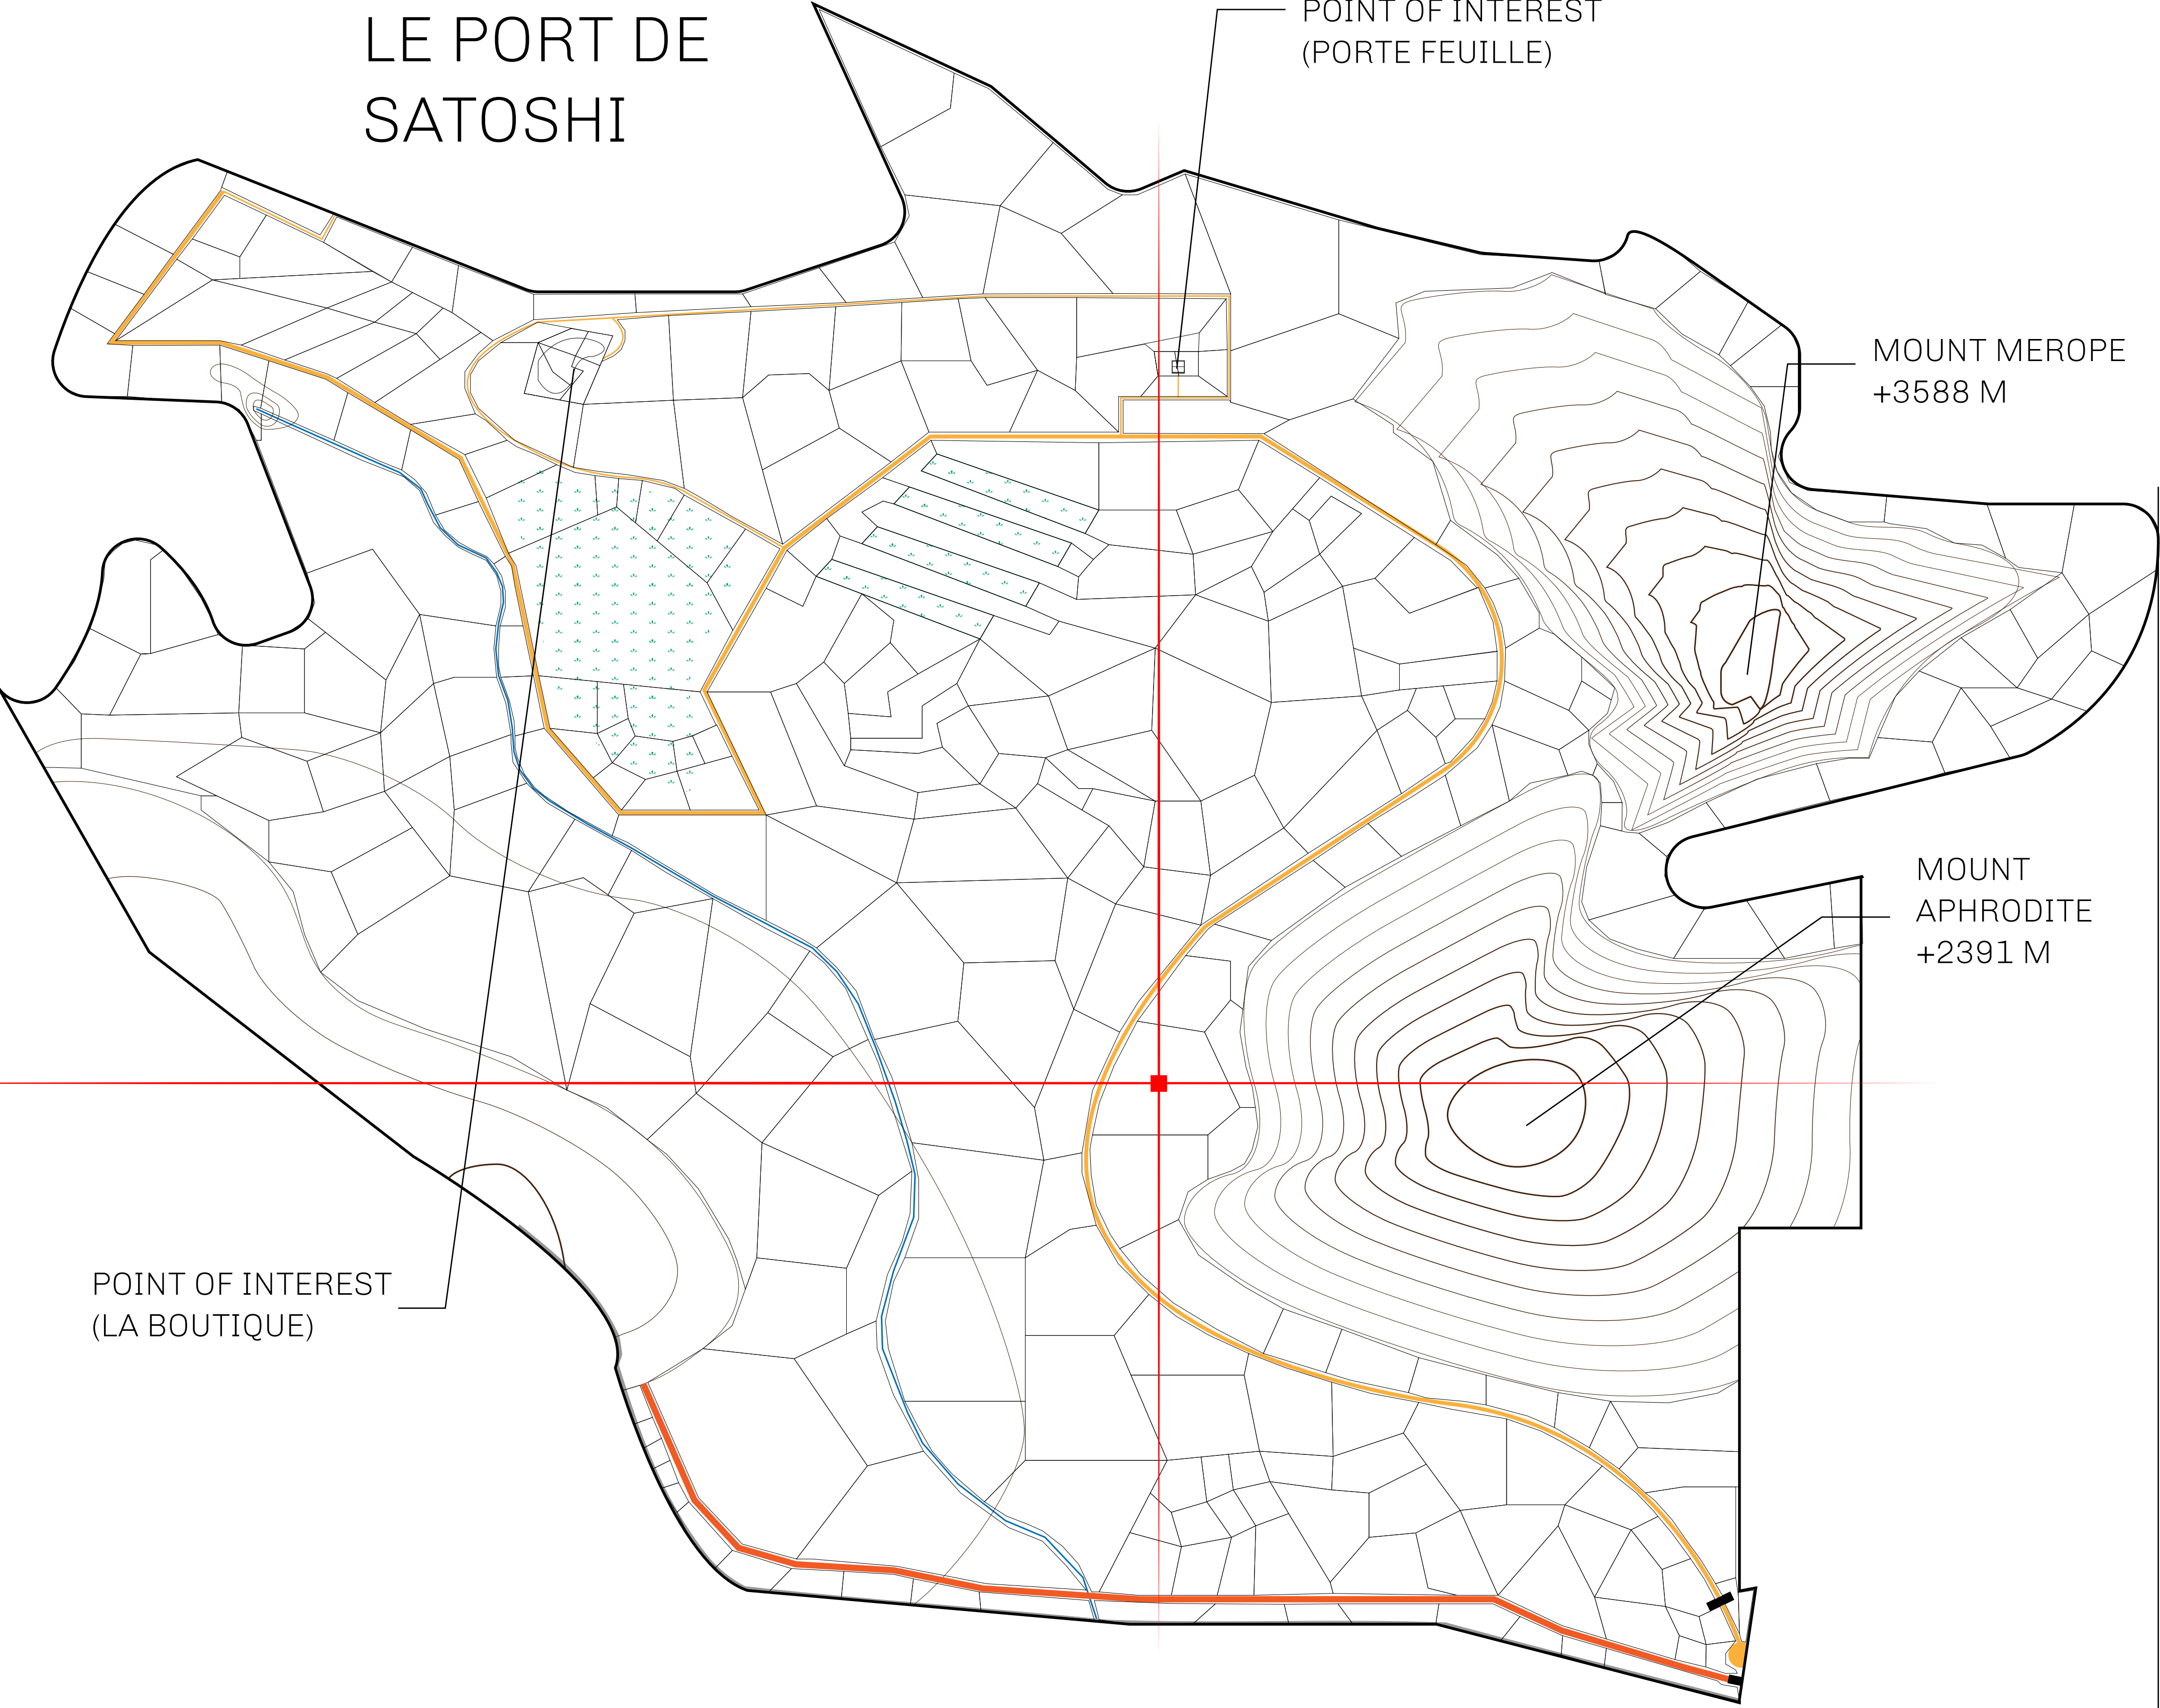 LE PORT DE
SATOSHI
POINT OF INTEREST
(PORTE FEUILLE)
MOUNT MEROPE
+3588 M
MOUNT
APHRODITE
+2391 M
POINT OF INTEREST
(LA BOUTIQUE)